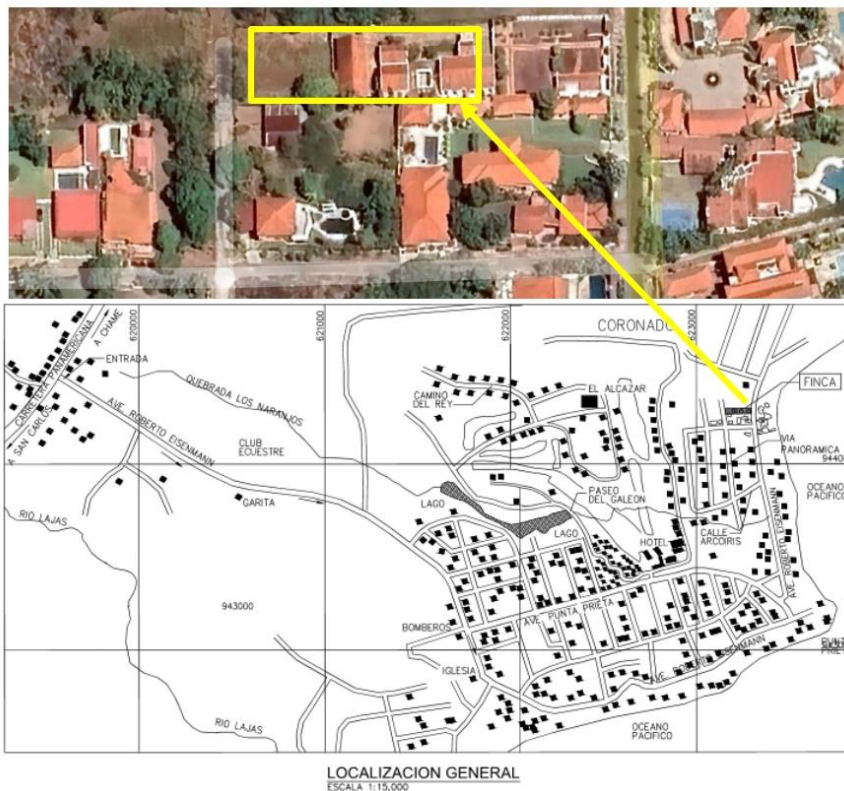 620000
621000
622000
623000
CORONADO
A CHAME
CARRETERA PANAMERICANA
A SAN CARLOS
ENTRADA
FINCA
QUEBRADA LOS NARANJOS
AVE. ROBERTO EISENMANN
CAMINO
DEL REY
EL ALCAZAR
CLUB
ECUESTRE
VIA
PANORAMICA
OCEANO
PACIFICO
GARITA
LAGO
PASEO
DEL GALEON
RIO LAJAS
LAGO
HOTEL
CALLE
ARCOIRIS
AVE. ROBERTO EISENMANN
943000
BOMBEROS
AVE. PUNTA PRIETA
IGLESIA
AVE. ROBERTO EISENMANN
RIO LAJAS
OCEANO
PACIFICO
LOCALIZACION GENERAL
ESCALA 1:15,000